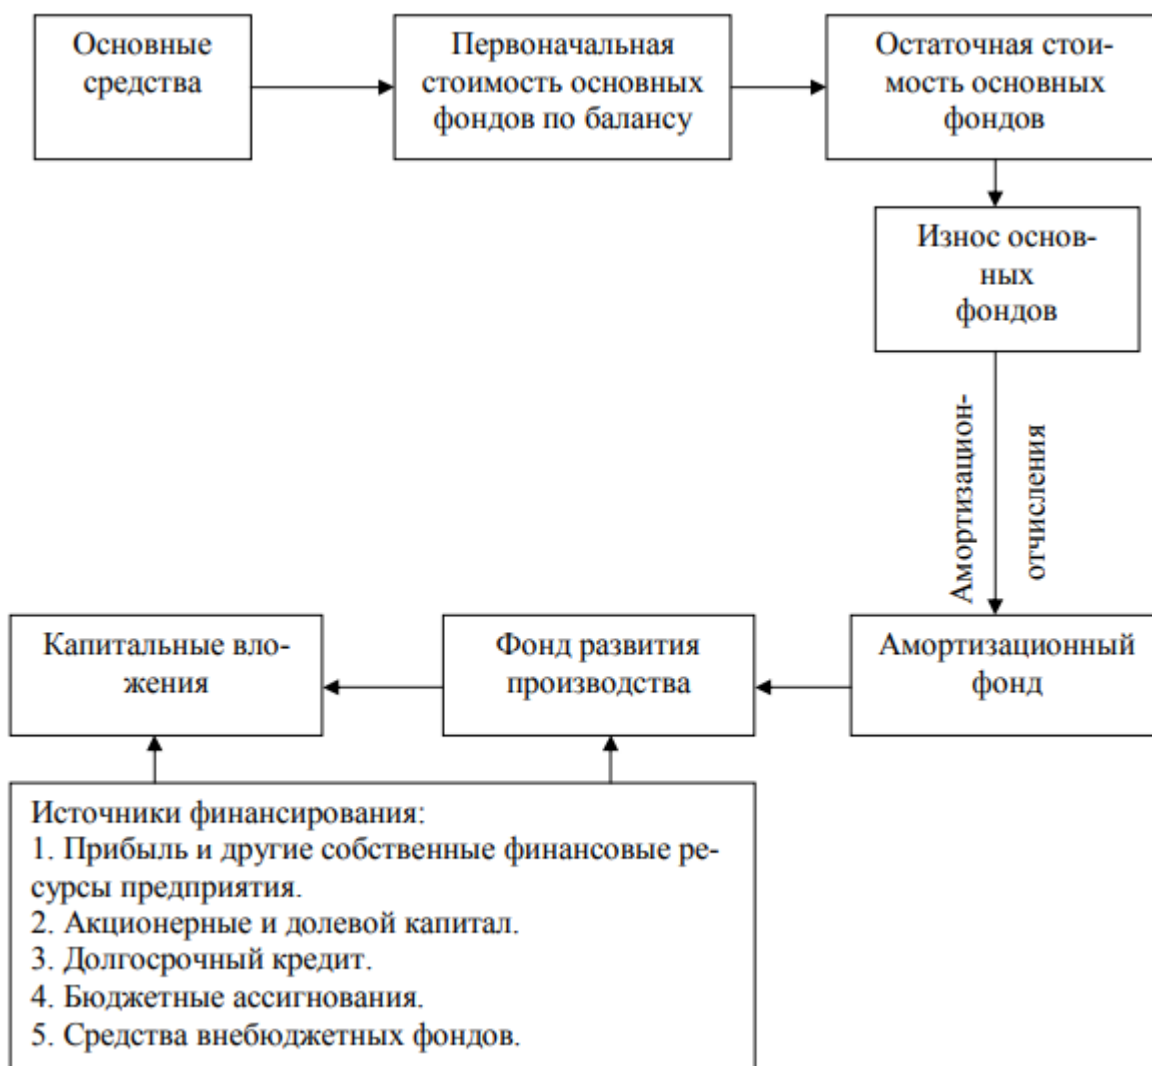 Основные
средства
Первоначальная
стоимость основных
фондов по балансу
Остаточная стои-
мость основных
фондов
Износ основ-
ных
фондов
Амортизацион-
отчисления
Капитальные вло-
жения
Фонд развития
производства
Амортизационный
фонд
Источники финансирования:
1. Прибыль и другие собственные финансовые ре-
сурсы предприятия.
2. Акционерные и долевой капитал.
3. Долгосрочный кредит.
4. Бюджетные ассигнования.
5. Средства внебюджетных фондов.